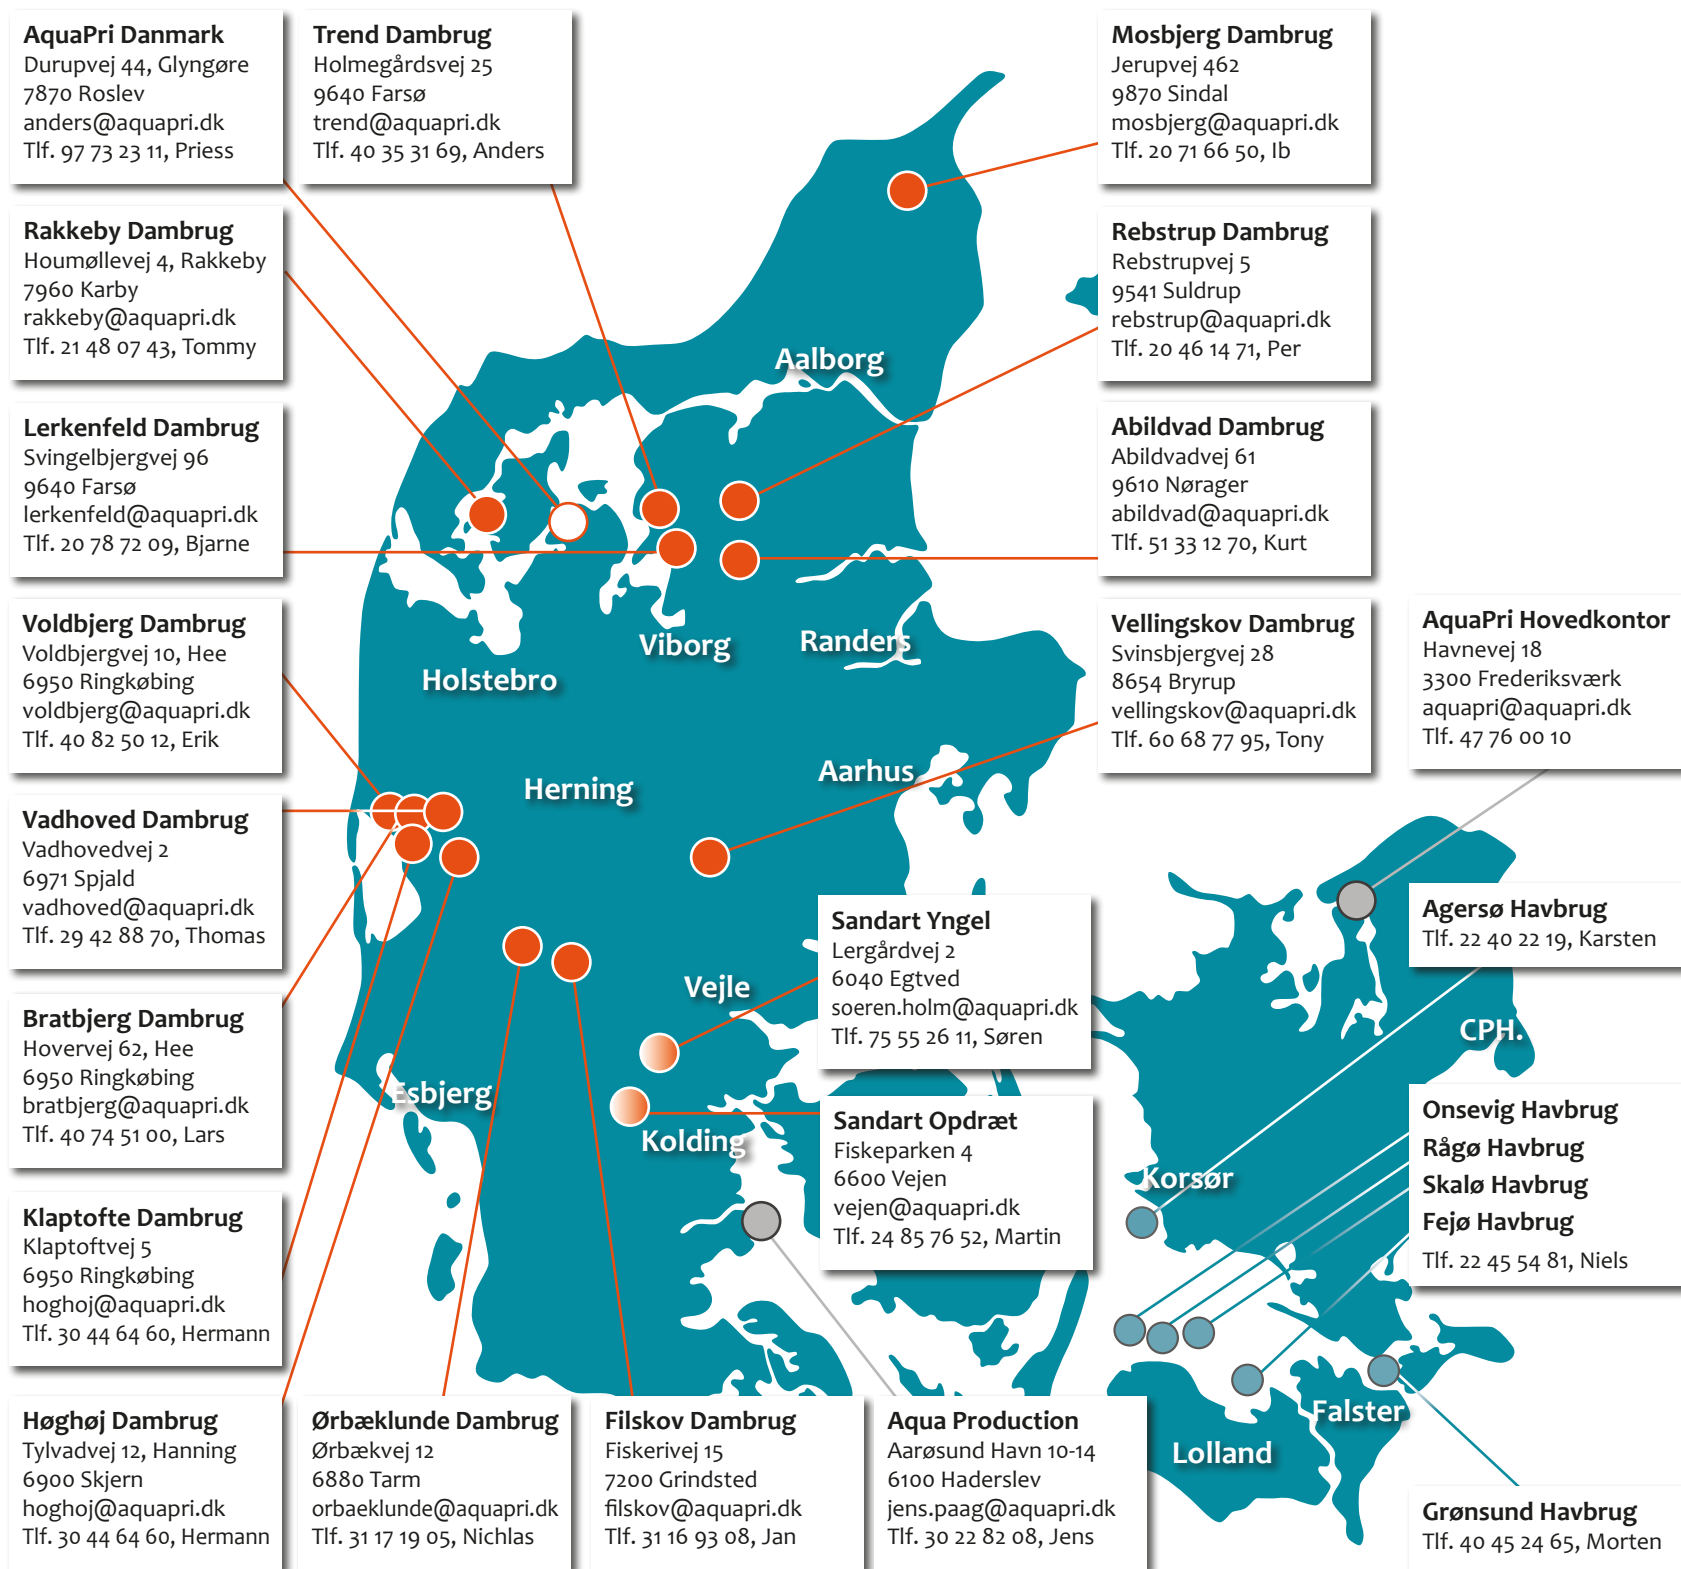 AquaPri Danmark
Durupvej 44, Glyngøre
7870 Roslev
anders@aquapri.dk
Tlf. 97 73 23 11, Priess
Trend Dambrug
Holmegårdsvej 25
9640 Farsø
trend@aquapri.dk
Tlf. 40 35 31 69, Anders
Mosbjerg Dambrug
Jerupvej 462
9870 Sindal
mosbjerg@aquapri.dk
Tlf. 20 71 66 50, Ib
Rakkeby Dambrug
Houmøllevej 4, Rakkeby
7960 Karby
rakkeby@aquapri.dk
Tlf. 21 48 07 43, Tommy
Rebstrup Dambrug
Rebstrupvej 5
9541 Suldrup
rebstrup@aquapri.dk
Tlf. 20 46 14 71, Per
Aalborg
Lerkenfeld Dambrug
Svingelbjergvej 96
9640 Farsø
lerkenfeld@aquapri.dk
Tlf. 20 78 72 09, Bjarne
Abildvad Dambrug
Abildvadvej 61
9610 Nørager
abildvad@aquapri.dk
Tlf. 51 33 12 70, Kurt
Voldbjerg Dambrug
Voldbjergvej 10, Hee
6950 Ringkøbing
voldbjerg@aquapri.dk
Tlf. 40 82 50 12, Erik
Holstebro
Viborg
Randers
Vellingskov Dambrug
Svinsbjergvej 28
8654 Bryrup
vellingskov@aquapri.dk
Tlf. 60 68 77 95, Tony
AquaPri Hovedkontor
Havnevej 18
3300 Frederiksværk
aquapri@aquapri.dk
Tlf. 47 76 00 10
Herning
Aarhus
Vadhoved Dambrug
Vadhovedvej 2
6971 Spjald
vadhoved@aquapri.dk
Tlf. 29 42 88 70, Thomas
Sandart Yngel
Lergårdvej 2
6040 Egtved
soeren.holm@aquapri.dk
Tlf. 75 55 26 11, Søren
Agersø Havbrug
Tlf. 22 40 22 19, Karsten
Vejle
CPH.
Bratbjerg Dambrug
Hovervej 62, Hee
6950 Ringkøbing
bratbjerg@aquapri.dk
Tlf. 40 74 51 00, Lars
Esbjerg
Kolding
Sandart Opdræt
Fiskeparken 4
6600 Vejen
vejen@aquapri.dk
Tlf. 24 85 76 52, Martin
Korsør
Onsevig Havbrug
Rågø Havbrug
Skalø Havbrug
Fejø Havbrug
Tlf. 22 45 54 81, Niels
Klaptofte Dambrug
Klaptoftvej 5
6950 Ringkøbing
hoghoj@aquapri.dk
Tlf. 30 44 64 60, Hermann
Høghøj Dambrug
Tylvadvej 12, Hanning
6900 Skjern
hoghoj@aquapri.dk
Tlf. 30 44 64 60, Hermann
Ørbæklunde Dambrug
Ørbækvej 12
6880 Tarm
orbaeklunde@aquapri.dk
Tlf. 31 17 19 05, Nichlas
Filskov Dambrug
Fiskerivej 15
7200 Grindsted
filskov@aquapri.dk
Tlf. 31 16 93 08, Jan
Aqua Production
Aarøsund Havn 10-14
6100 Haderslev
jens.paag@aquapri.dk
Tlf. 30 22 82 08, Jens
Lolland
Falster
Grønsund Havbrug
Tlf. 40 45 24 65, Morten